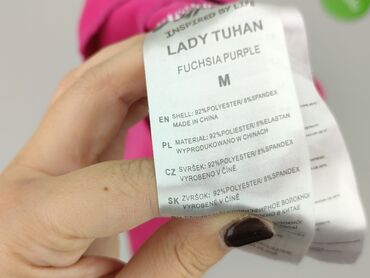 INSPIRED BY LIFE
LADY TUHAN
FUCHSIA PURPLE
M
EN SHELL: 92%POLYESTER/ 8%SPANDEX
MADE IN CHINA
PL MATERIAŁ: 92%POLIESTER/ 8%ELASTAN
WYPRODUKOWANO W CHINACH
CZ SVRŠEK: 92%POLYESTER/ 8%SPANDEX
VYROBENO V ČÍNĚ
SK ZVRŠOK: 92%POLYESTER/ 8%SPANDEX
VYROBENÉ V ČÍNE